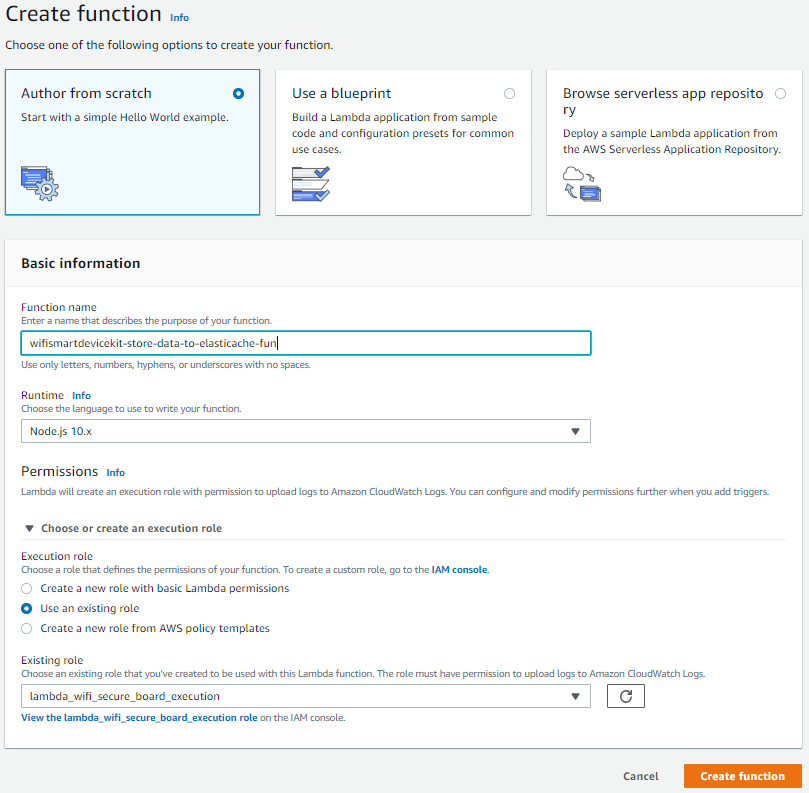 Create function Info
Choose one of the following options to create your function.
Author from scratch
Start with a simple Hello World example.
Use a blueprint
Build a Lambda application from sample
code and configuration presets for common
use cases.
Browse serverless app reposito
ry
Deploy a sample Lambda application from
the AWS Serverless Application Repository.
Basic information
Function name
Enter a name that describes the purpose of your function.
wifismartdevicekit-store-data-to-elasticache-fun
Use only letters, numbers, hyphens, or underscores with no spaces.
Runtime Info
Choose the language to use to write your function.
Node.js 10.x
Permissions Info
Lambda will create an execution role with permission to upload logs to Amazon CloudWatch Logs. You can configure and modify permissions further when you add triggers.
Choose or create an execution role
Execution role
Choose a role that defines the permissions of your function. To create a custom role, go to the IAM console.
Create a new role with basic Lambda permissions
Use an existing role
Create a new role from AWS policy templates
Existing role
Choose an existing role that you've created to be used with this Lambda function. The role must have permission to upload logs to Amazon CloudWatch Logs.
lambda_wifi_secure_board_execution
View the lambda_wifi_secure_board_execution role on the IAM console.
Cancel Create function